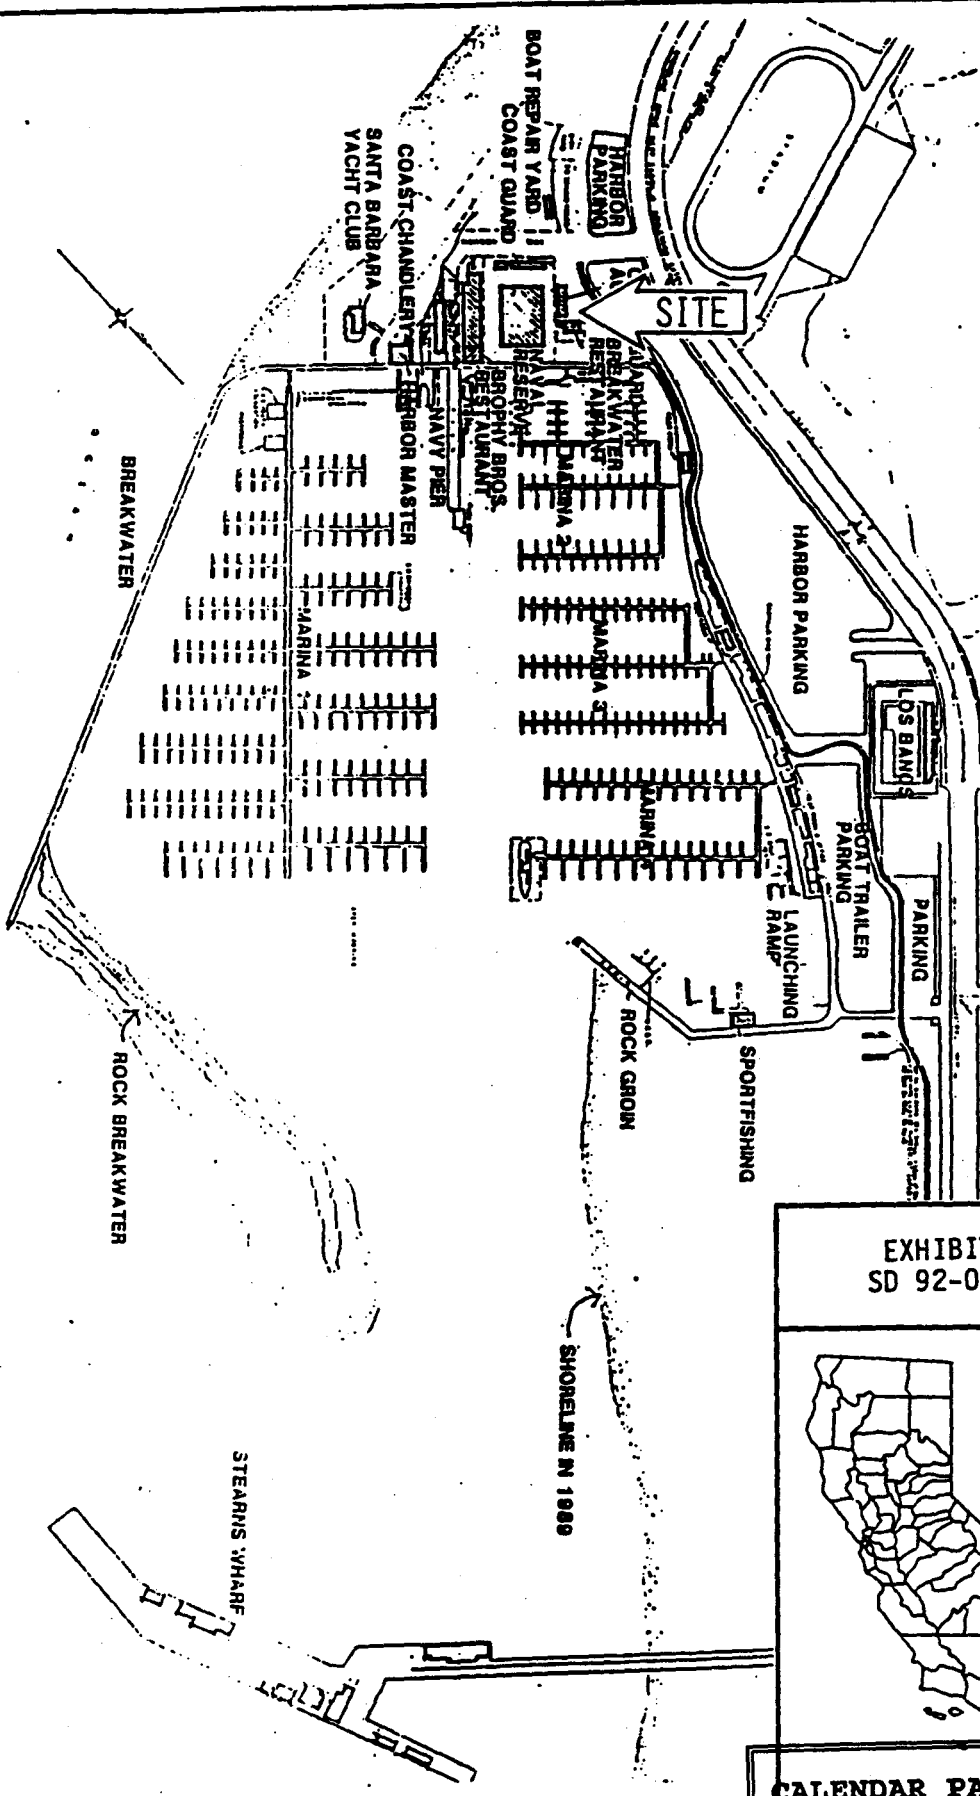 BOAT REPAIR YARD
COAST GUARD
HARBOR
PARKING
SITE
COAST CHANDLERY
SANTA BARBARA
YACHT CLUB
NAVAL
RESERVE
BREAKWATER
RESTAURANT
BROPHY BROS.
RESTAURANT
NAVY PIER
HARBOR MASTER
MARINA 2
MARINA 3
MARINA
MARINA
BREAKWATER
HARBOR PARKING
LOS BANOS
BOAT TRAILER
PARKING
PARKING
LAUNCHING
RAMP
SPORTFISHING
ROCK GROIN
ROCK BREAKWATER
SHORELINE IN 1989
STEARNS WHARF
EXHIBI
SD 92-0
CALENDAR PA